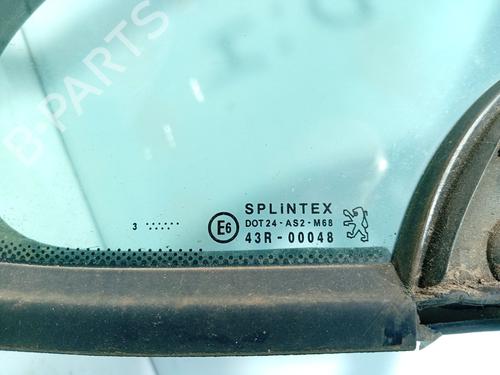 B-PARTS
SPLiNTEX
E6
DOT24-AS2-M68
3 ......
43R-00048